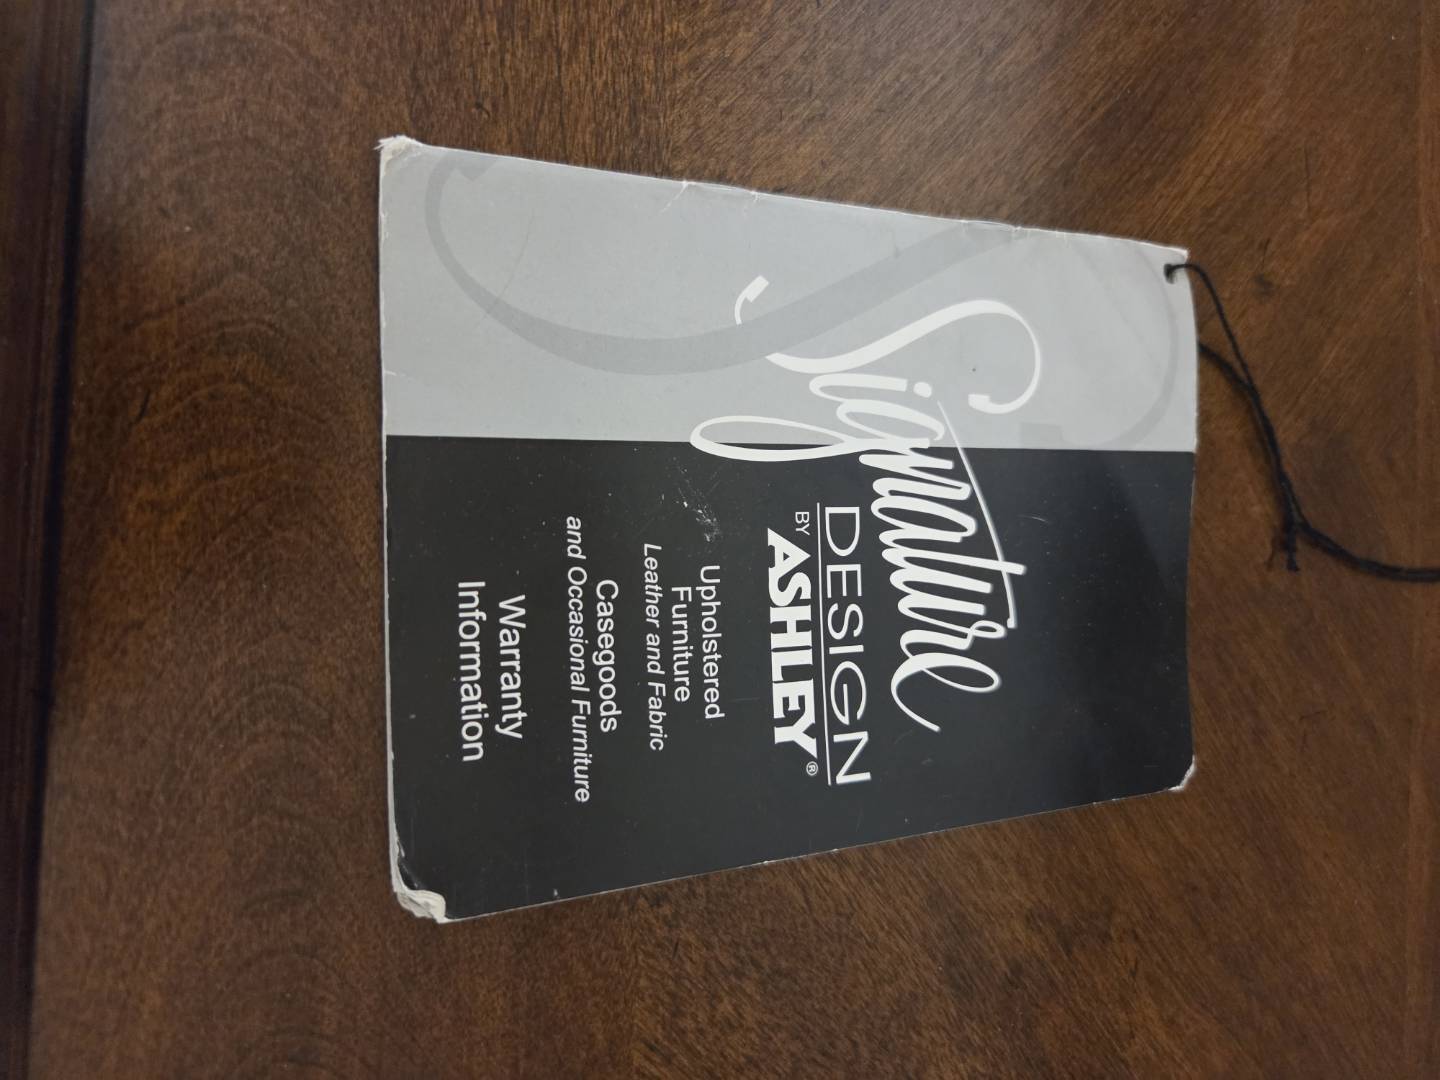 Signature
DESIGN
BY ASHLEY®
Upholstered
Furniture
Leather and Fabric
Casegoods
and Occasional Furniture
Warranty
Information